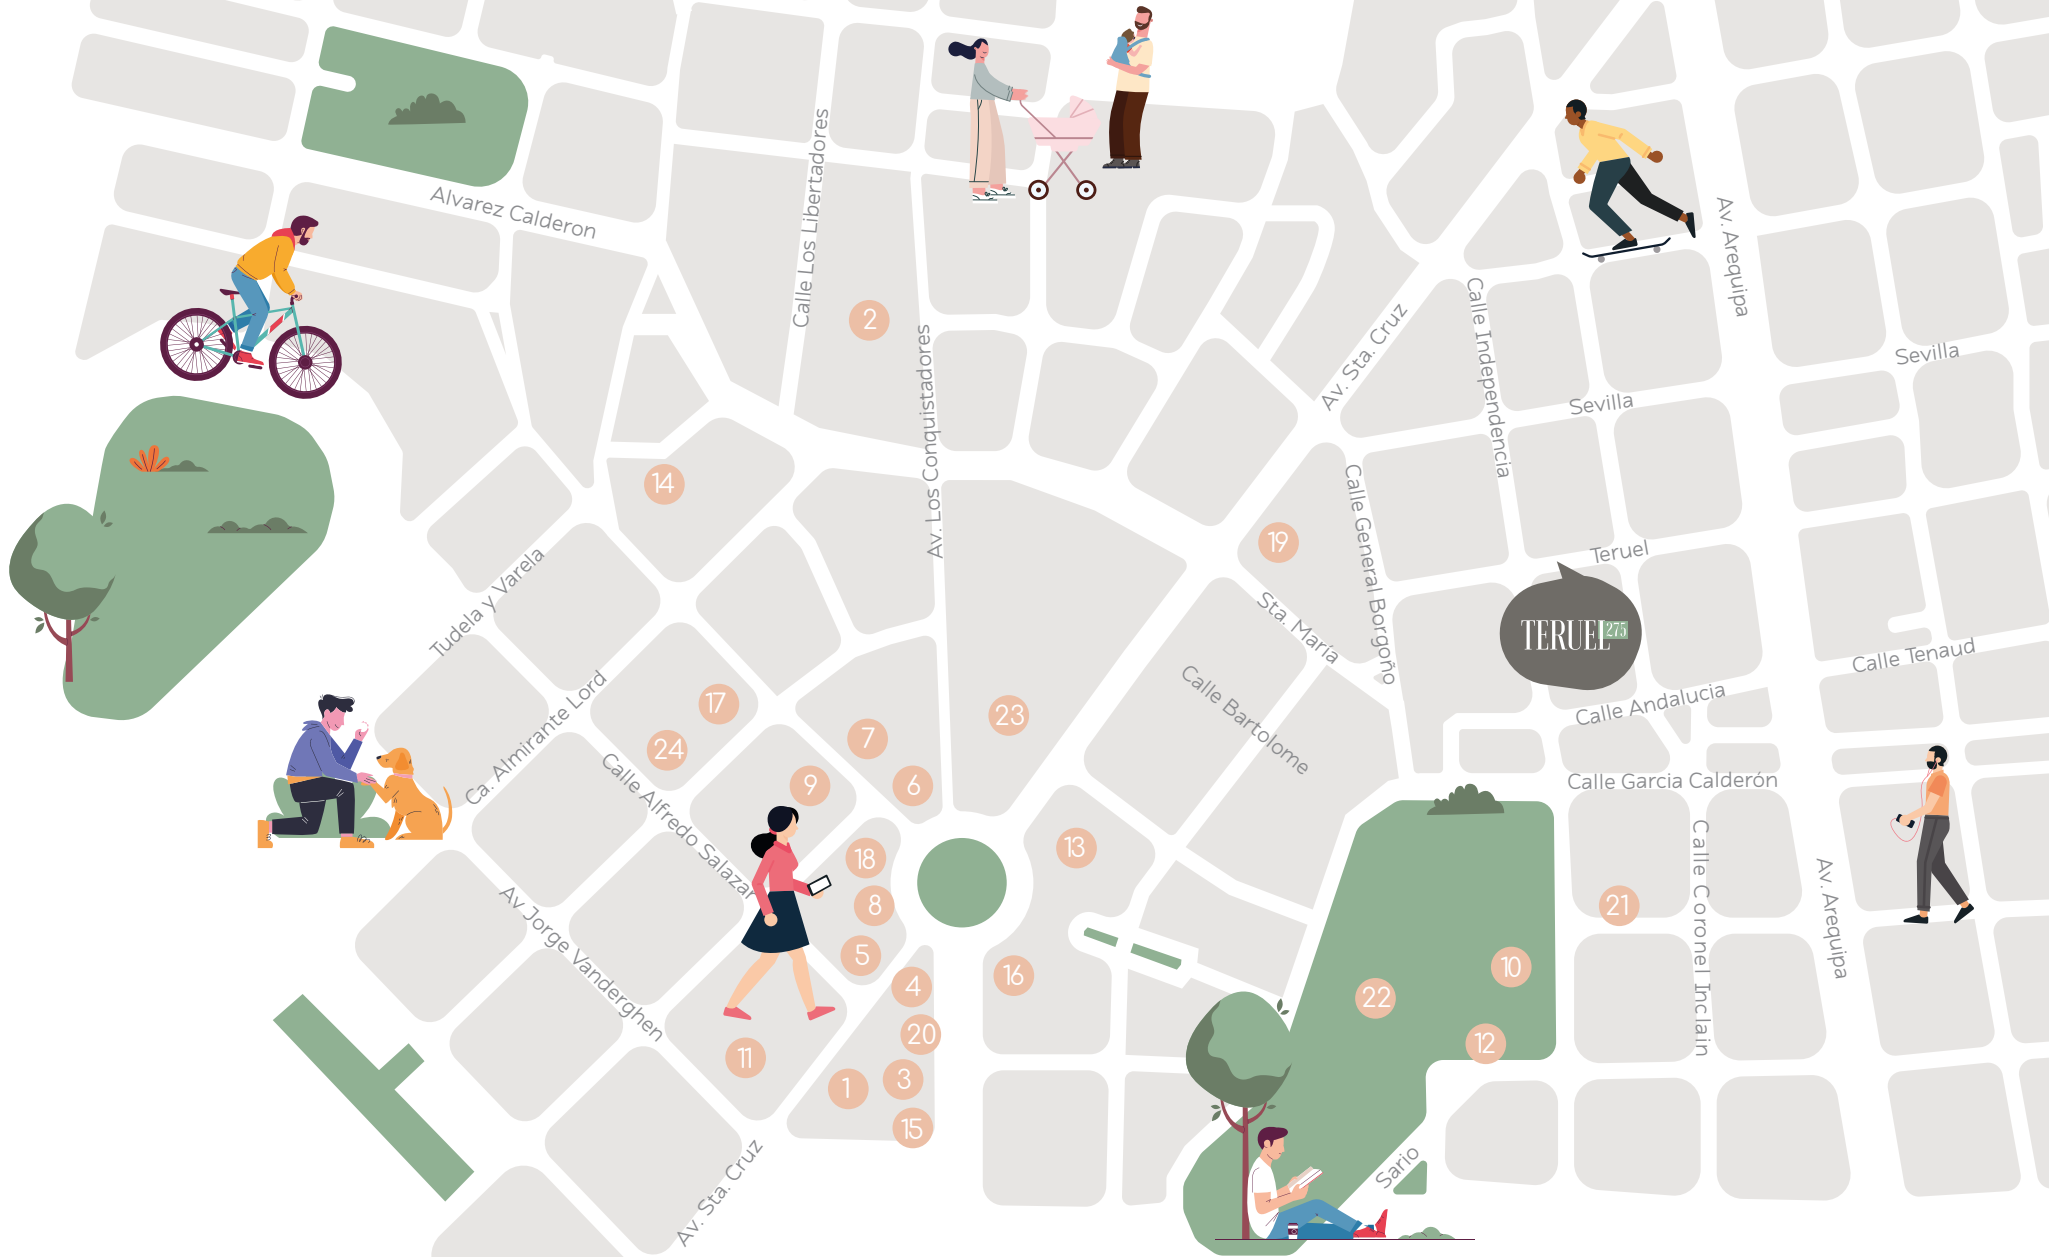 Alvarez Calderon
Calle Los Libertadores
Av. Arequipa
2
Av. Sta. Cruz
Calle Independencia
Sevilla
Sevilla
Av. Los Conbuistadores
14
19
Calle General Borgoño
Teruel
Tudela y Varela
Sta. María
TERUEL 275
Calle Tenaud
Calle Bartolome
Calle Andalucia
Ca. Almirante Lord
17
24
7
23
6
9
Calle Garcia Calderón
Calle Alfredo Salazar
18
13
Calle Coronel Inclain
Av. Arequipa
8
21
Av Jorge Vanderghen
5
16
4
22
10
20
12
11
1
3
15
Av. Sta. Cruz
Sario